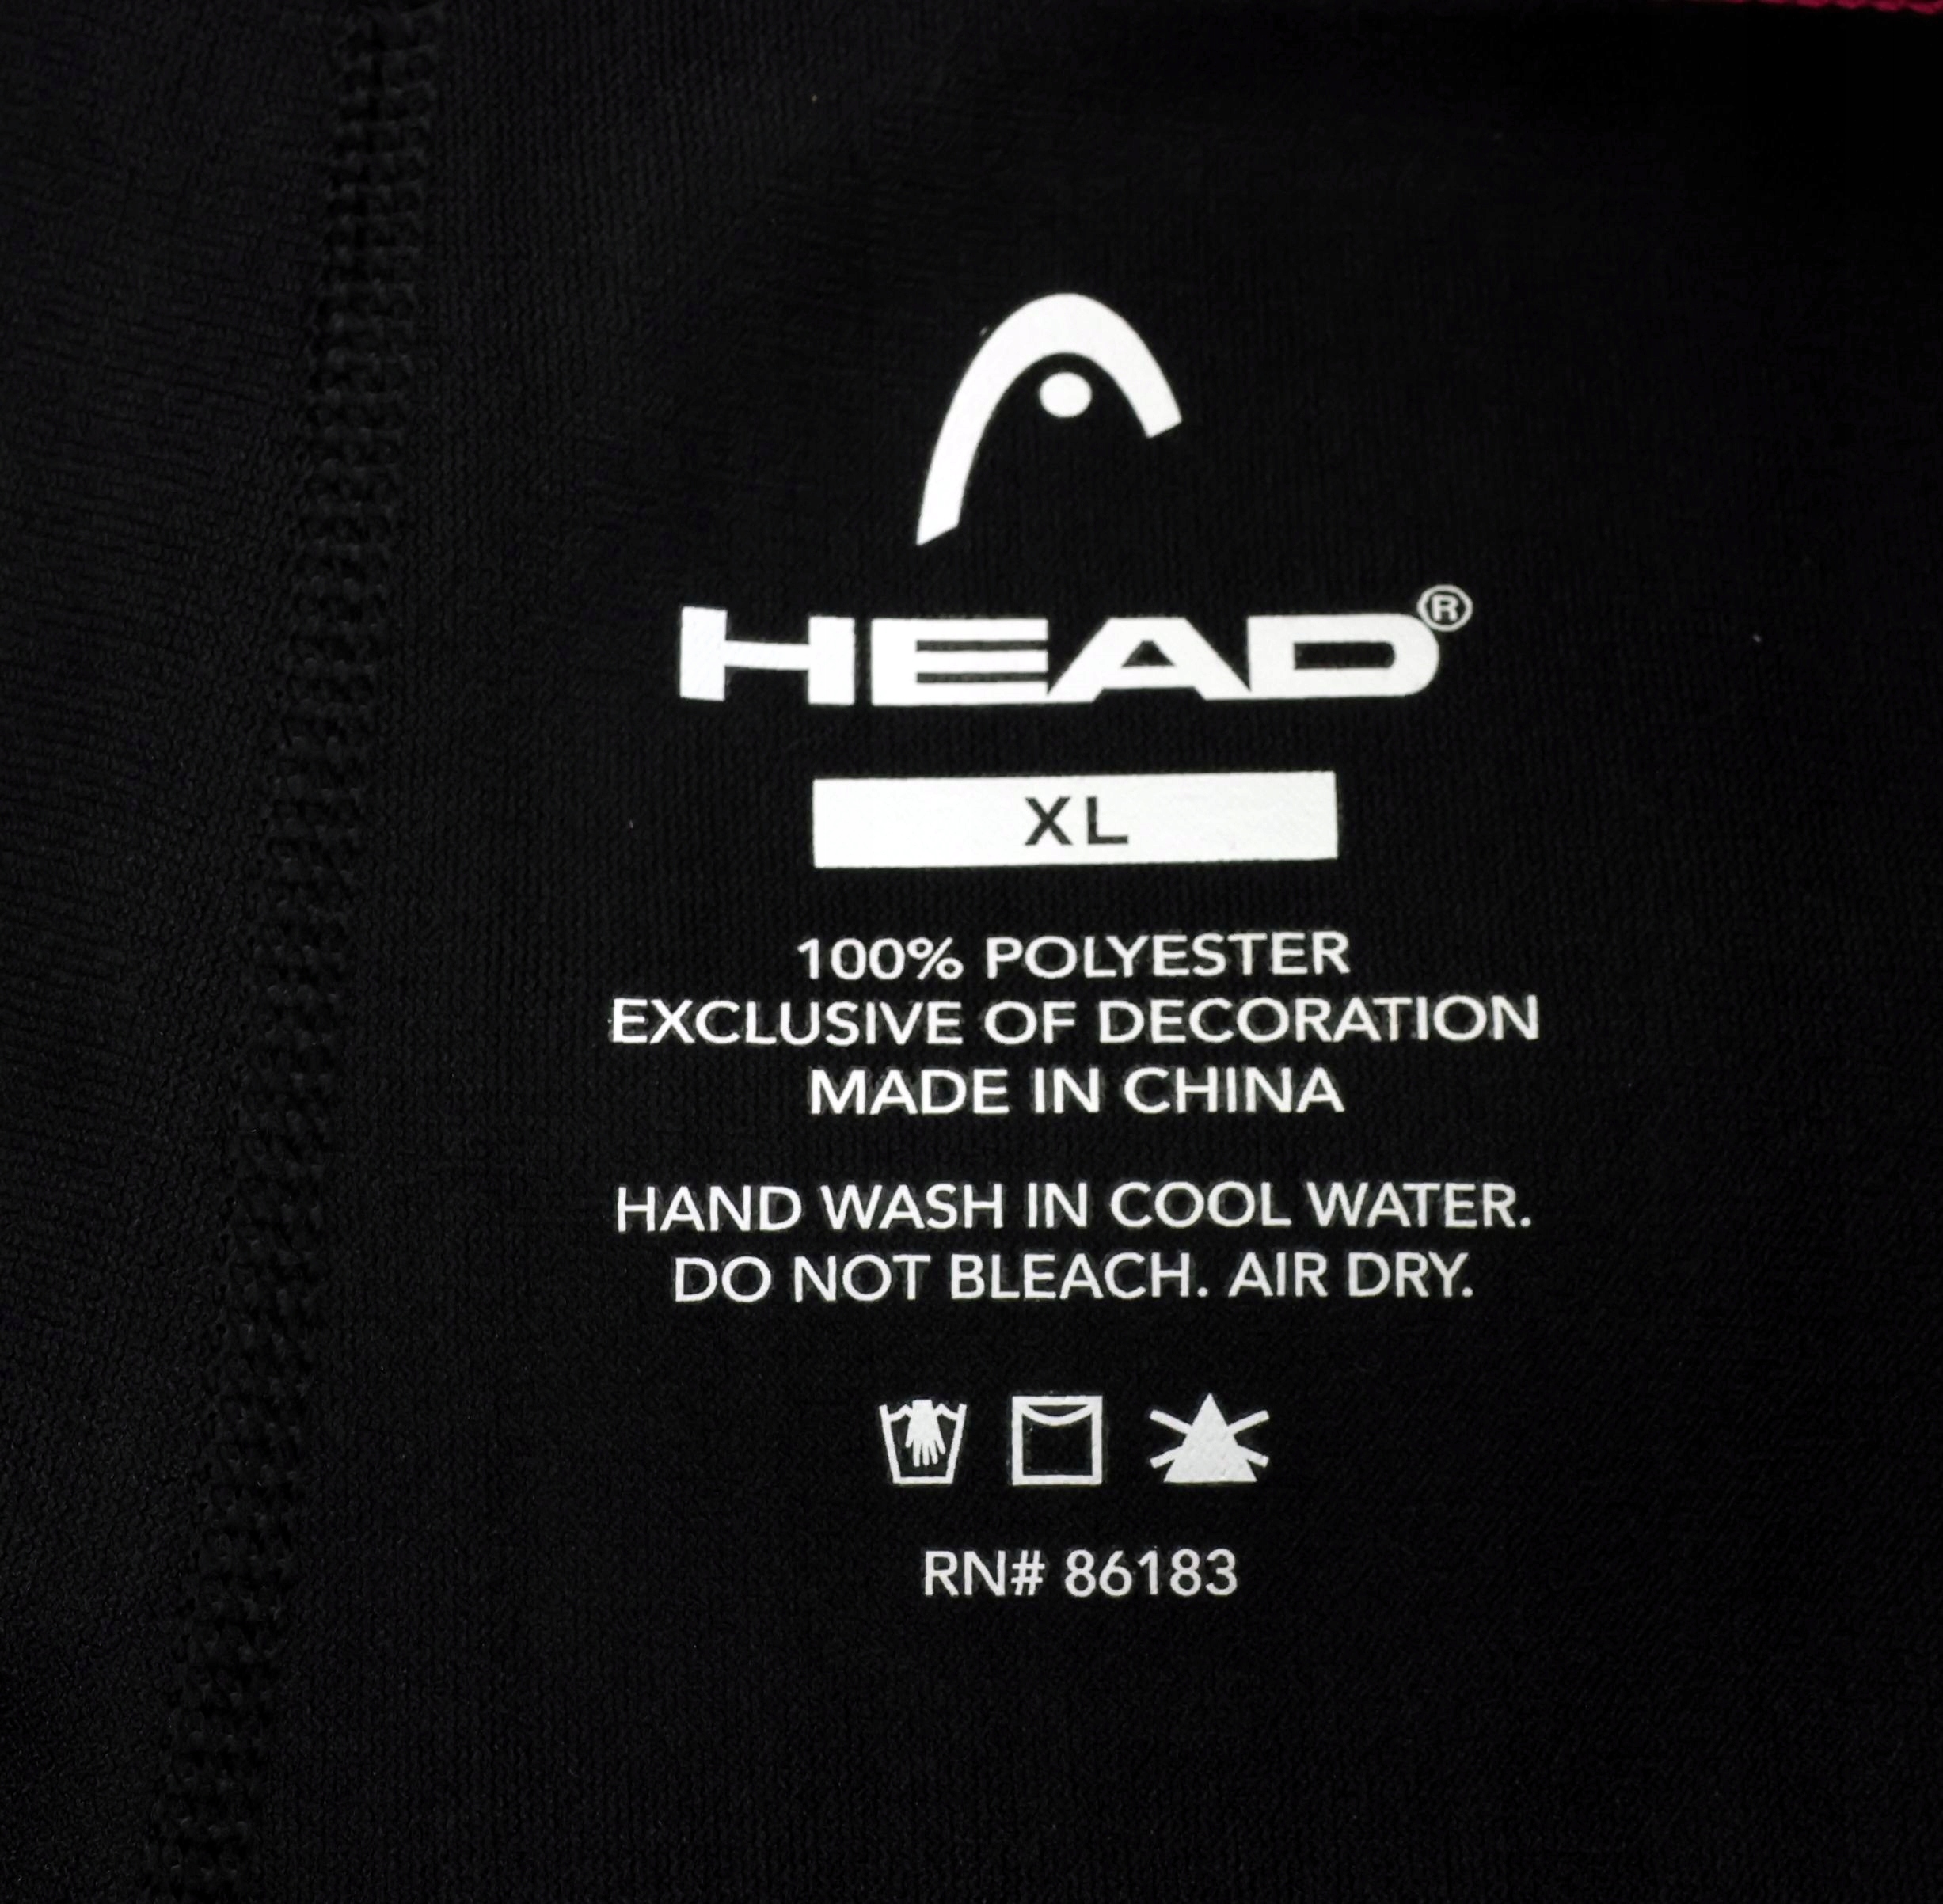 HEAD®
XL
100% POLYESTER
EXCLUSIVE OF DECORATION
MADE IN CHINA
HAND WASH IN COOL WATER.
DO NOT BLEACH. AIR DRY.
RN# 86183